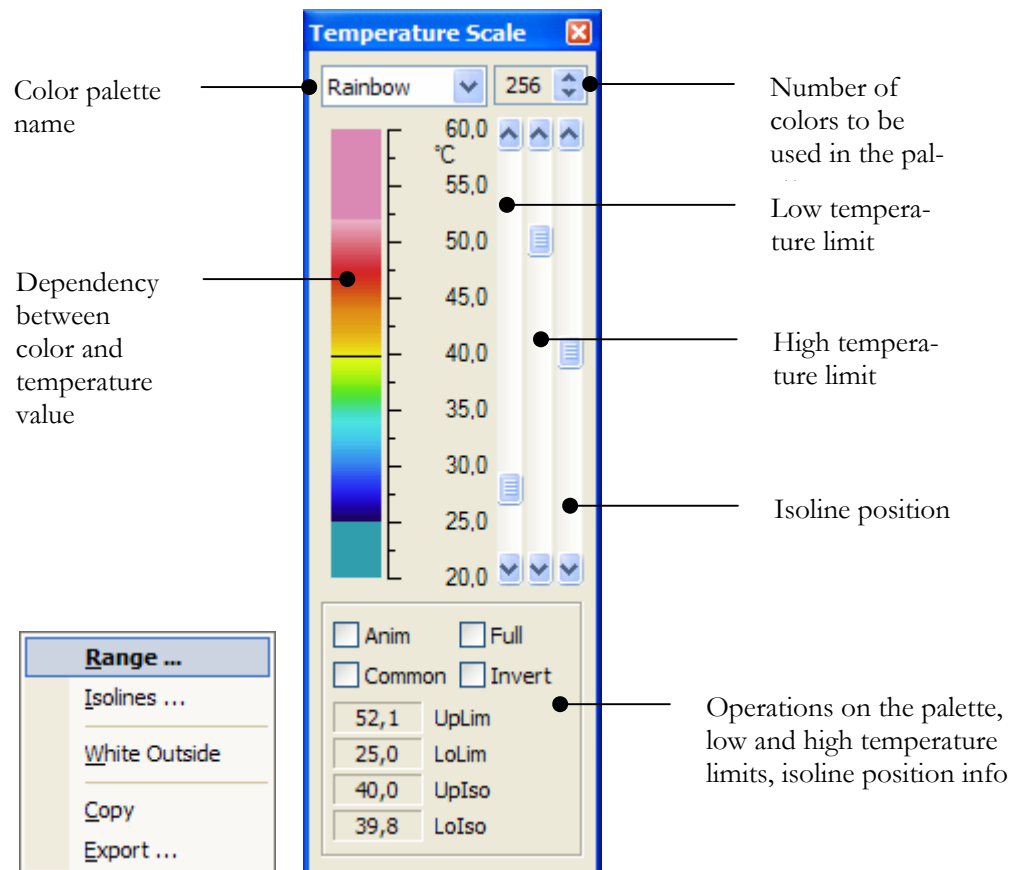 Temperature Scale
Color palette
name
Rainbow
256
Number of
colors to be
used in the pal-
60,0
°C
55,0
50,0
45,0
40,0
35,0
30,0
25,0
20,0
Low tempera-
ture limit
Dependency
between
color and
temperature
value
High tempera-
ture limit
Isoline position
Anim
Full
Common
Invert
52,1 UpLim
25,0 LoLim
40,0 UpIso
39,8 LoIso
Operations on the palette,
low and high temperature
limits, isoline position info
Range ...
Isolines ...
White Outside
Copy
Export ...